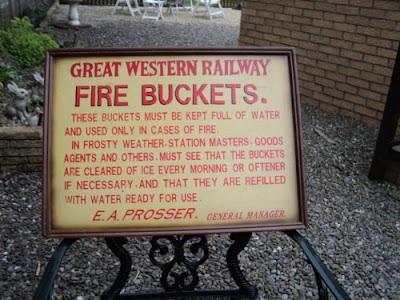 GREAT WESTERN RAILWAY
FIRE BUCKETS.
THESE BUCKETS MUST BE KEPT FULL OF WATER
AND USED ONLY IN CASES OF FIRE.
IN FROSTY WEATHER·STATION MASTERS·GOODS
AGENTS AND OTHERS·MUST SEE THAT THE BUCKETS
ARE CLEARED OF ICE EVERY MORNING OR OFTENER
IF NECESSARY·AND THAT THEY ARE REFILLED
WITH WATER READY FOR USE.
E.A.PROSSER. GENERAL MANAGER.